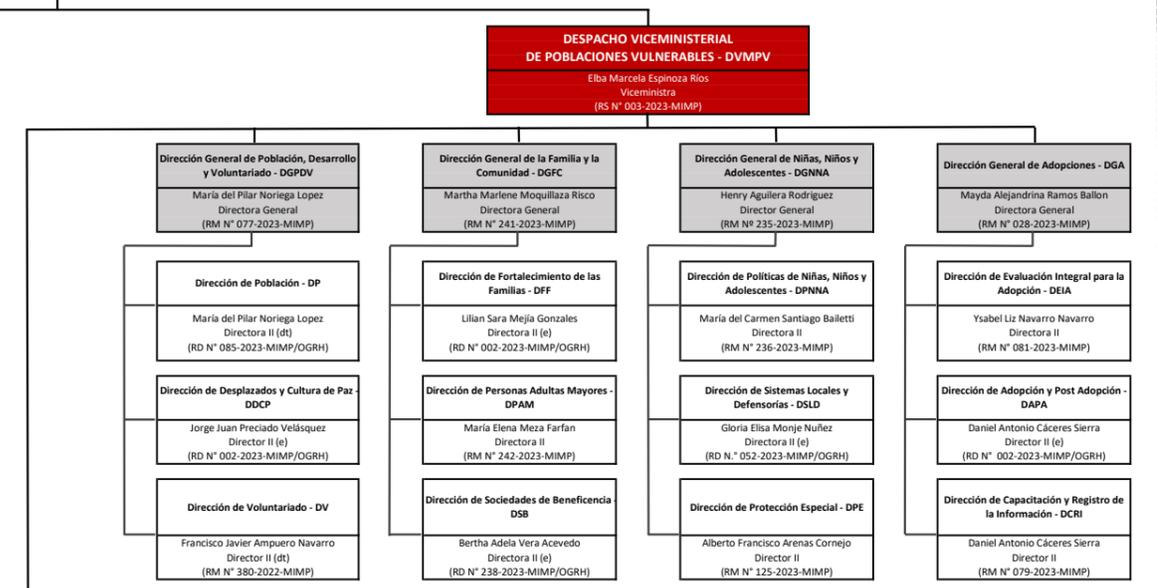 DESPACHO VICEMINISTERIAL
DE POBLACIONES VULNERABLES - DVMPV
Elba Marcela Espinoza Ríos
Viceministra
(RS N° 003-2023-MIMP)
Dirección General de Población, Desarrollo
y Voluntariado - DGPDV
María del Pilar Noriega Lopez
Directora General
(RM N° 077-2023-MIMP)
Dirección General de la Familia y la
Comunidad - DGFC
Martha Marlene Moquillaza Risco
Directora General
(RM N° 241-2023-MIMP)
Dirección General de Niñas, Niños y
Adolescentes - DGNNA
Henry Aguilera Rodriguez
Director General
(RM Nº 235-2023-MIMP)
Dirección General de Adopciones - DGA
Mayda Alejandrina Ramos Ballon
Directora General
(RM N° 028-2023-MIMP)
Dirección de Población - DP
María del Pilar Noriega Lopez
Directora II (dt)
(RD N° 085-2023-MIMP/OGRH)
Dirección de Fortalecimiento de las
Familias - DFF
Lilian Sara Mejía Gonzales
Directora II (e)
(RD N° 002-2023-MIMP/OGRH)
Dirección de Políticas de Niñas, Niños y
Adolescentes - DPNNA
María del Carmen Santiago Bailetti
Directora II
(RM N° 236-2023-MIMP)
Dirección de Evaluación Integral para la
Adopción - DEIA
Ysabel Liz Navarro Navarro
Directora II
(RM N° 081-2023-MIMP)
Dirección de Desplazados y Cultura de Paz -
DDCP
Jorge Juan Preciado Velásquez
Director II (e)
(RD N° 002-2023-MIMP/OGRH)
Dirección de Personas Adultas Mayores -
DPAM
María Elena Meza Farfan
Directora II
(RM N° 242-2023-MIMP)
Dirección de Sistemas Locales y
Defensorías - DSLD
Gloria Elisa Monje Nuñez
Directora II (e)
(RD N.° 052-2023-MIMP/OGRH)
Dirección de Adopción y Post Adopción -
DAPA
Daniel Antonio Cáceres Sierra
Director II (e)
(RD N° 002-2023-MIMP/OGRH)
Dirección de Voluntariado - DV
Francisco Javier Ampuero Navarro
Director II (dt)
(RM N° 380-2022-MIMP)
Dirección de Sociedades de Beneficencia -
DSB
Bertha Adela Vera Acevedo
Directora II (e)
(RD N° 238-2023-MIMP/OGRH)
Dirección de Protección Especial - DPE
Alberto Francisco Arenas Cornejo
Director II
(RM N° 125-2023-MIMP)
Dirección de Capacitación y Registro de
la Información - DCRI
Daniel Antonio Cáceres Sierra
Director II
(RM N° 079-2023-MIMP)